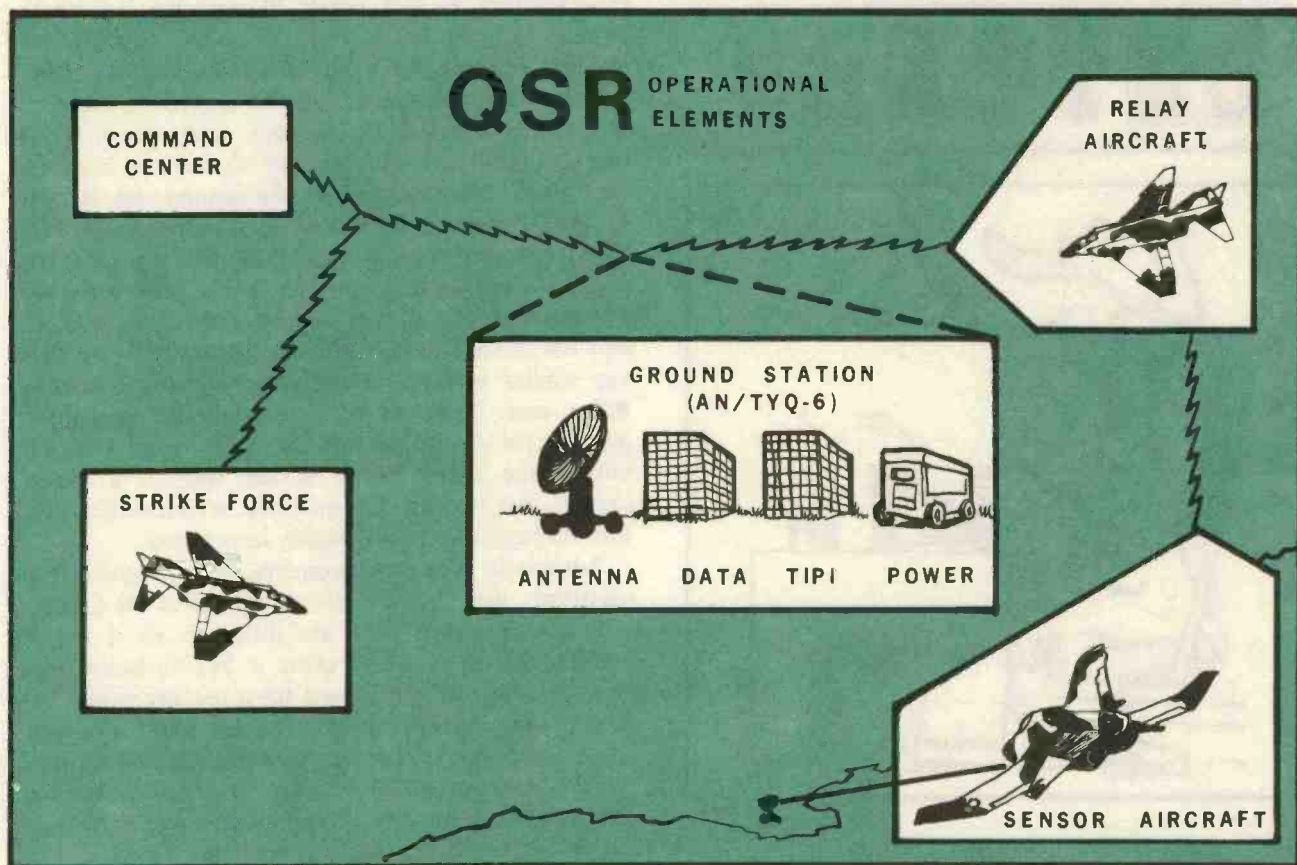 QSR OPERATIONAL
ELEMENTS
COMMAND
CENTER
RELAY
AIRCRAFT
GROUND STATION
(AN/TYQ-6)
ANTENNA DATA TIPI POWER
STRIKE FORCE
SENSOR AIRCRAFT